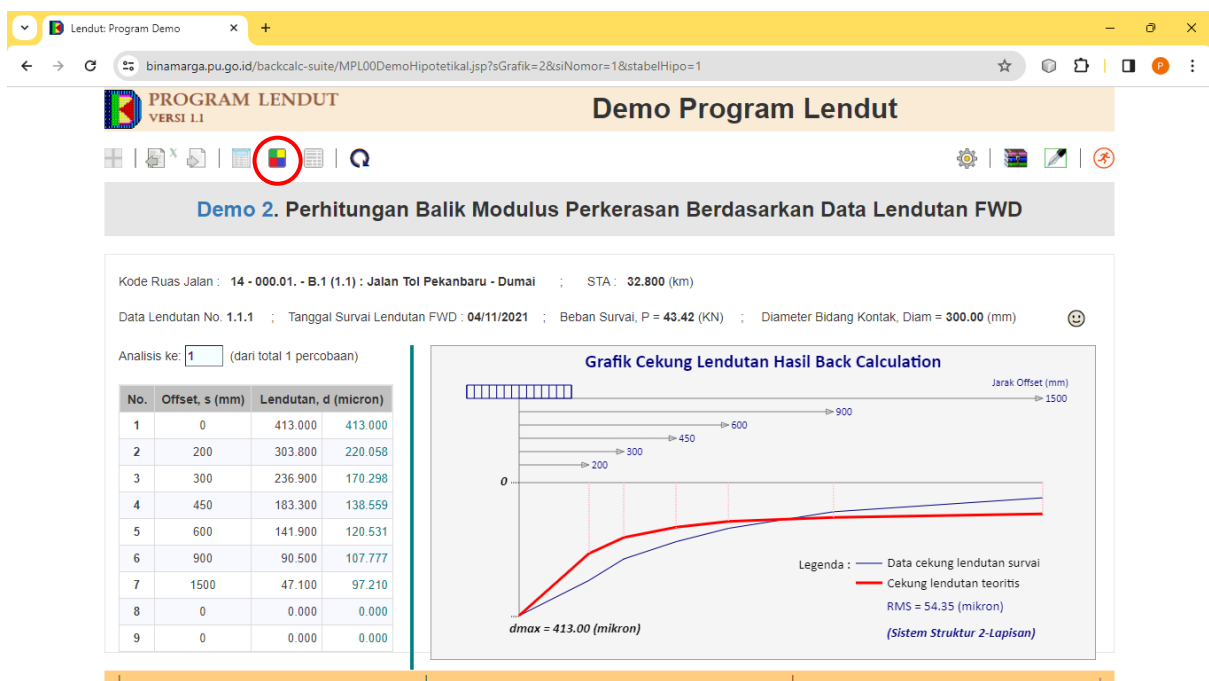 Lendut: Program Demo
binamarga.pu.go.id/backcalc-suite/MPL00DemoHipotetikal.jsp?sGrafik=2&siNomor=1&stabelHipo=1
P
PROGRAM LENDUT
VERSI 1.1
Demo Program Lendut
X
Demo 2. Perhitungan Balik Modulus Perkerasan Berdasarkan Data Lendutan FWD
Kode Ruas Jalan : 14 - 000.01. - B.1 (1.1) : Jalan Tol Pekanbaru - Dumai ; STA : 32.800 (km)
Data Lendutan No. 1.1.1 ; Tanggal Survai Lendutan FWD : 04/11/2021 ; Beban Survai, P = 43.42 (KN) ; Diameter Bidang Kontak, Diam = 300.00 (mm)
Analisis ke: 1 (dari total 1 percobaan)
No. Offset, s (mm) Lendutan, d (micron)
1 0 413.000 413.000
2 200 303.800 220.058
3 300 236.900 170.298
4 450 183.300 138.559
5 600 141.900 120.531
6 900 90.500 107.777
7 1500 47.100 97.210
8 0 0.000 0.000
9 0 0.000 0.000
Grafik Cekung Lendutan Hasil Back Calculation
Jarak Offset (mm)
1500
900
600
450
300
200
0
Legenda : Data cekung lendutan survai
Cekung lendutan teoritis
RMS = 54.35 (mikron)
dmax = 413.00 (mikron)
(Sistem Struktur 2-Lapisan)